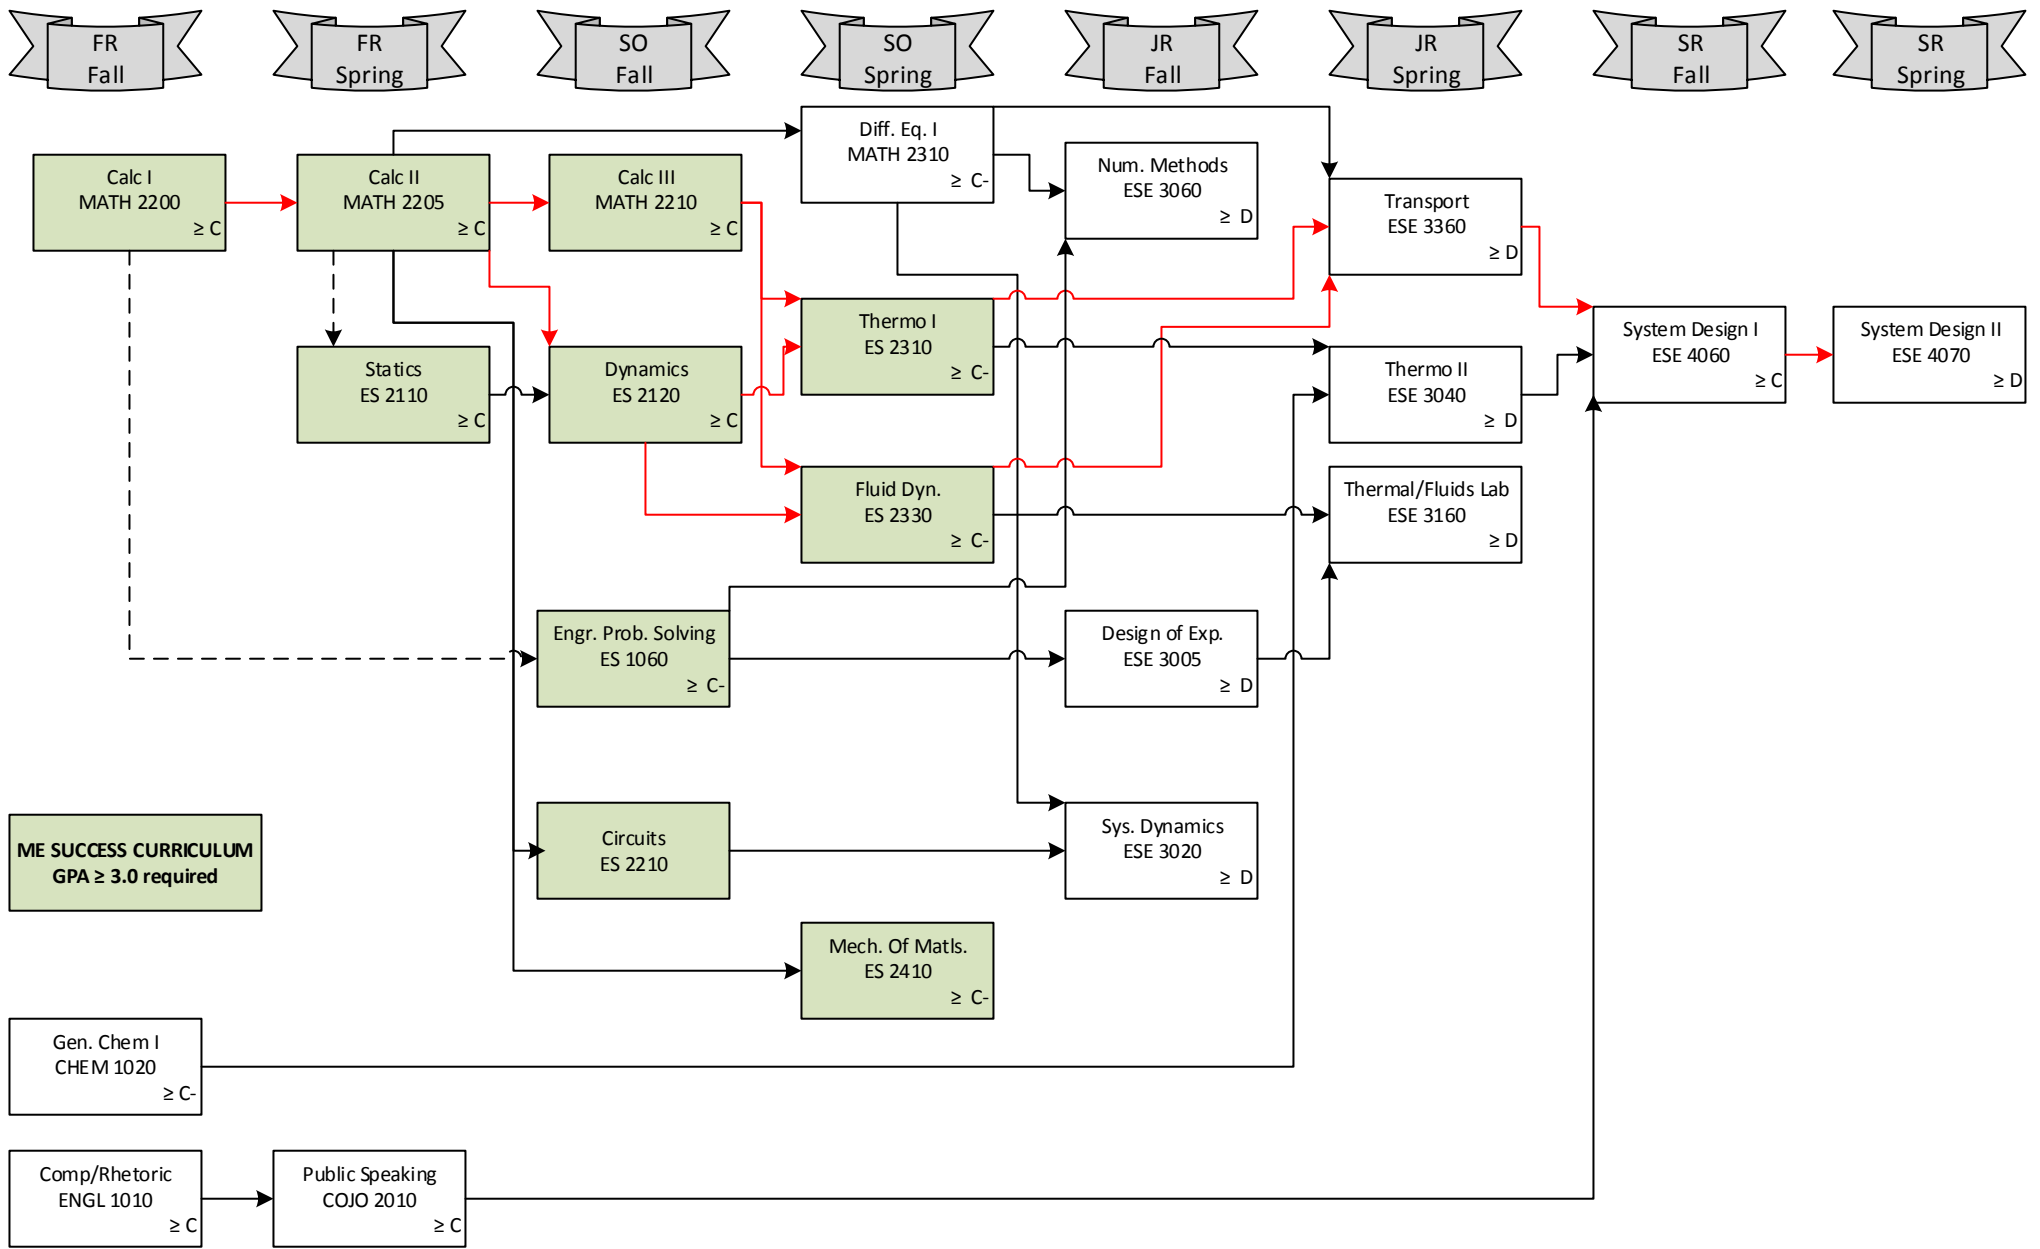 FR
Fall
FR
Spring
SO
Fall
SO
Spring
JR
Fall
JR
Spring
SR
Fall
SR
Spring
Calc I
MATH 2200
≥ C
Calc II
MATH 2205
≥ C
Calc III
MATH 2210
≥ C
Diff. Eq. I
MATH 2310
≥ C-
Num. Methods
ESE 3060
≥ D
Transport
ESE 3360
≥ D
Statics
ES 2110
≥ C
Dynamics
ES 2120
≥ C
Thermo I
ES 2310
≥ C-
Thermo II
ESE 3040
≥ D
System Design I
ESE 4060
≥ C
System Design II
ESE 4070
≥ D
Fluid Dyn.
ES 2330
≥ C-
Thermal/Fluids Lab
ESE 3160
≥ D
Engr. Prob. Solving
ES 1060
≥ C-
Design of Exp.
ESE 3005
≥ D
ME SUCCESS CURRICULUM
GPA ≥ 3.0 required
Circuits
ES 2210
Sys. Dynamics
ESE 3020
≥ D
Mech. Of Matls.
ES 2410
≥ C-
Gen. Chem I
CHEM 1020
≥ C-
Comp/Rhetoric
ENGL 1010
≥ C
Public Speaking
COJO 2010
≥ C